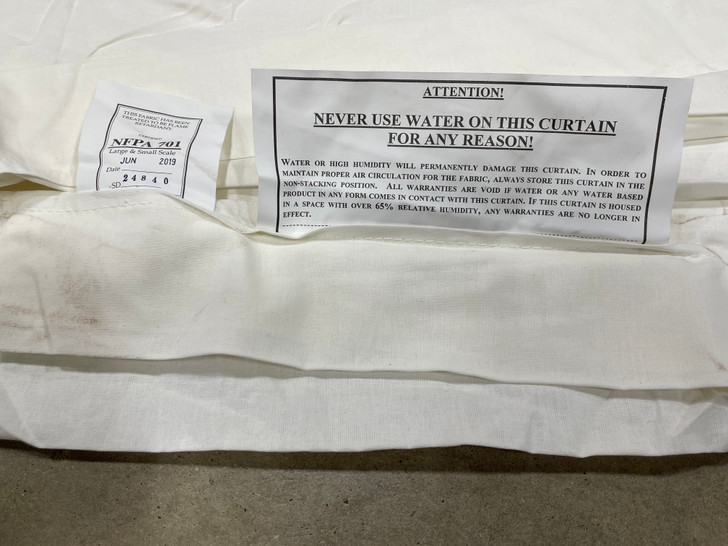 THIS FABRIC HAS BEEN
TREATED TO BE FLAME
RETARDANT
NFPA 701
Large & Small Scale
JUN 2019
Date
24840
SD
ATTENTION!
NEVER USE WATER ON THIS CURTAIN
FOR ANY REASON!
WATER OR HIGH HUMIDITY WILL PERMANENTLY DAMAGE THIS CURTAIN. IN ORDER TO
MAINTAIN PROPER AIR CIRCULATION FOR THE FABRIC, ALWAYS STORE THIS CURTAIN IN THE
NON-STACKING POSITION. ALL WARRANTIES ARE VOID IF WATER OR ANY WATER BASED
PRODUCT IN ANY FORM COMES IN CONTACT WITH THIS CURTAIN. IF THIS CURTAIN IS HOUSED
IN A SPACE WITH OVER 65% RELATIVE HUMIDITY, ANY WARRANTIES ARE NO LONGER IN
EFFECT.